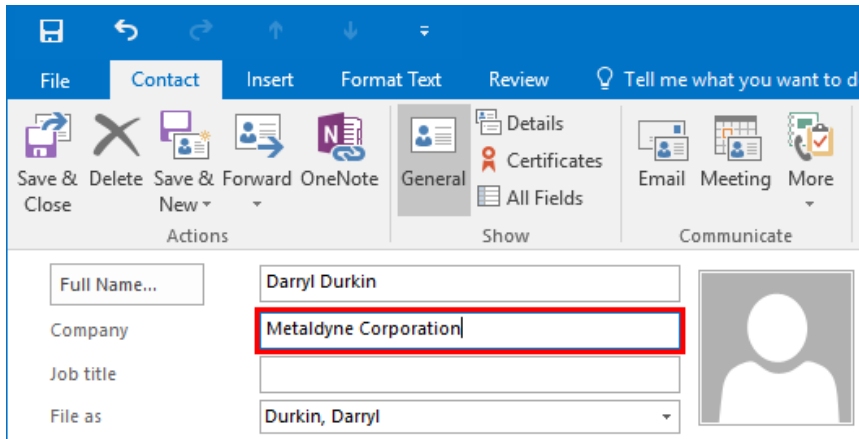 File Contact Insert Format Text Review Tell me what you want to d
Save & Close Delete Save & New Forward OneNote General Details Certificates All Fields Email Meeting More
Actions Show Communicate
Full Name... Darryl Durkin
Company Metaldyne Corporation
Job title
File as Durkin, Darryl